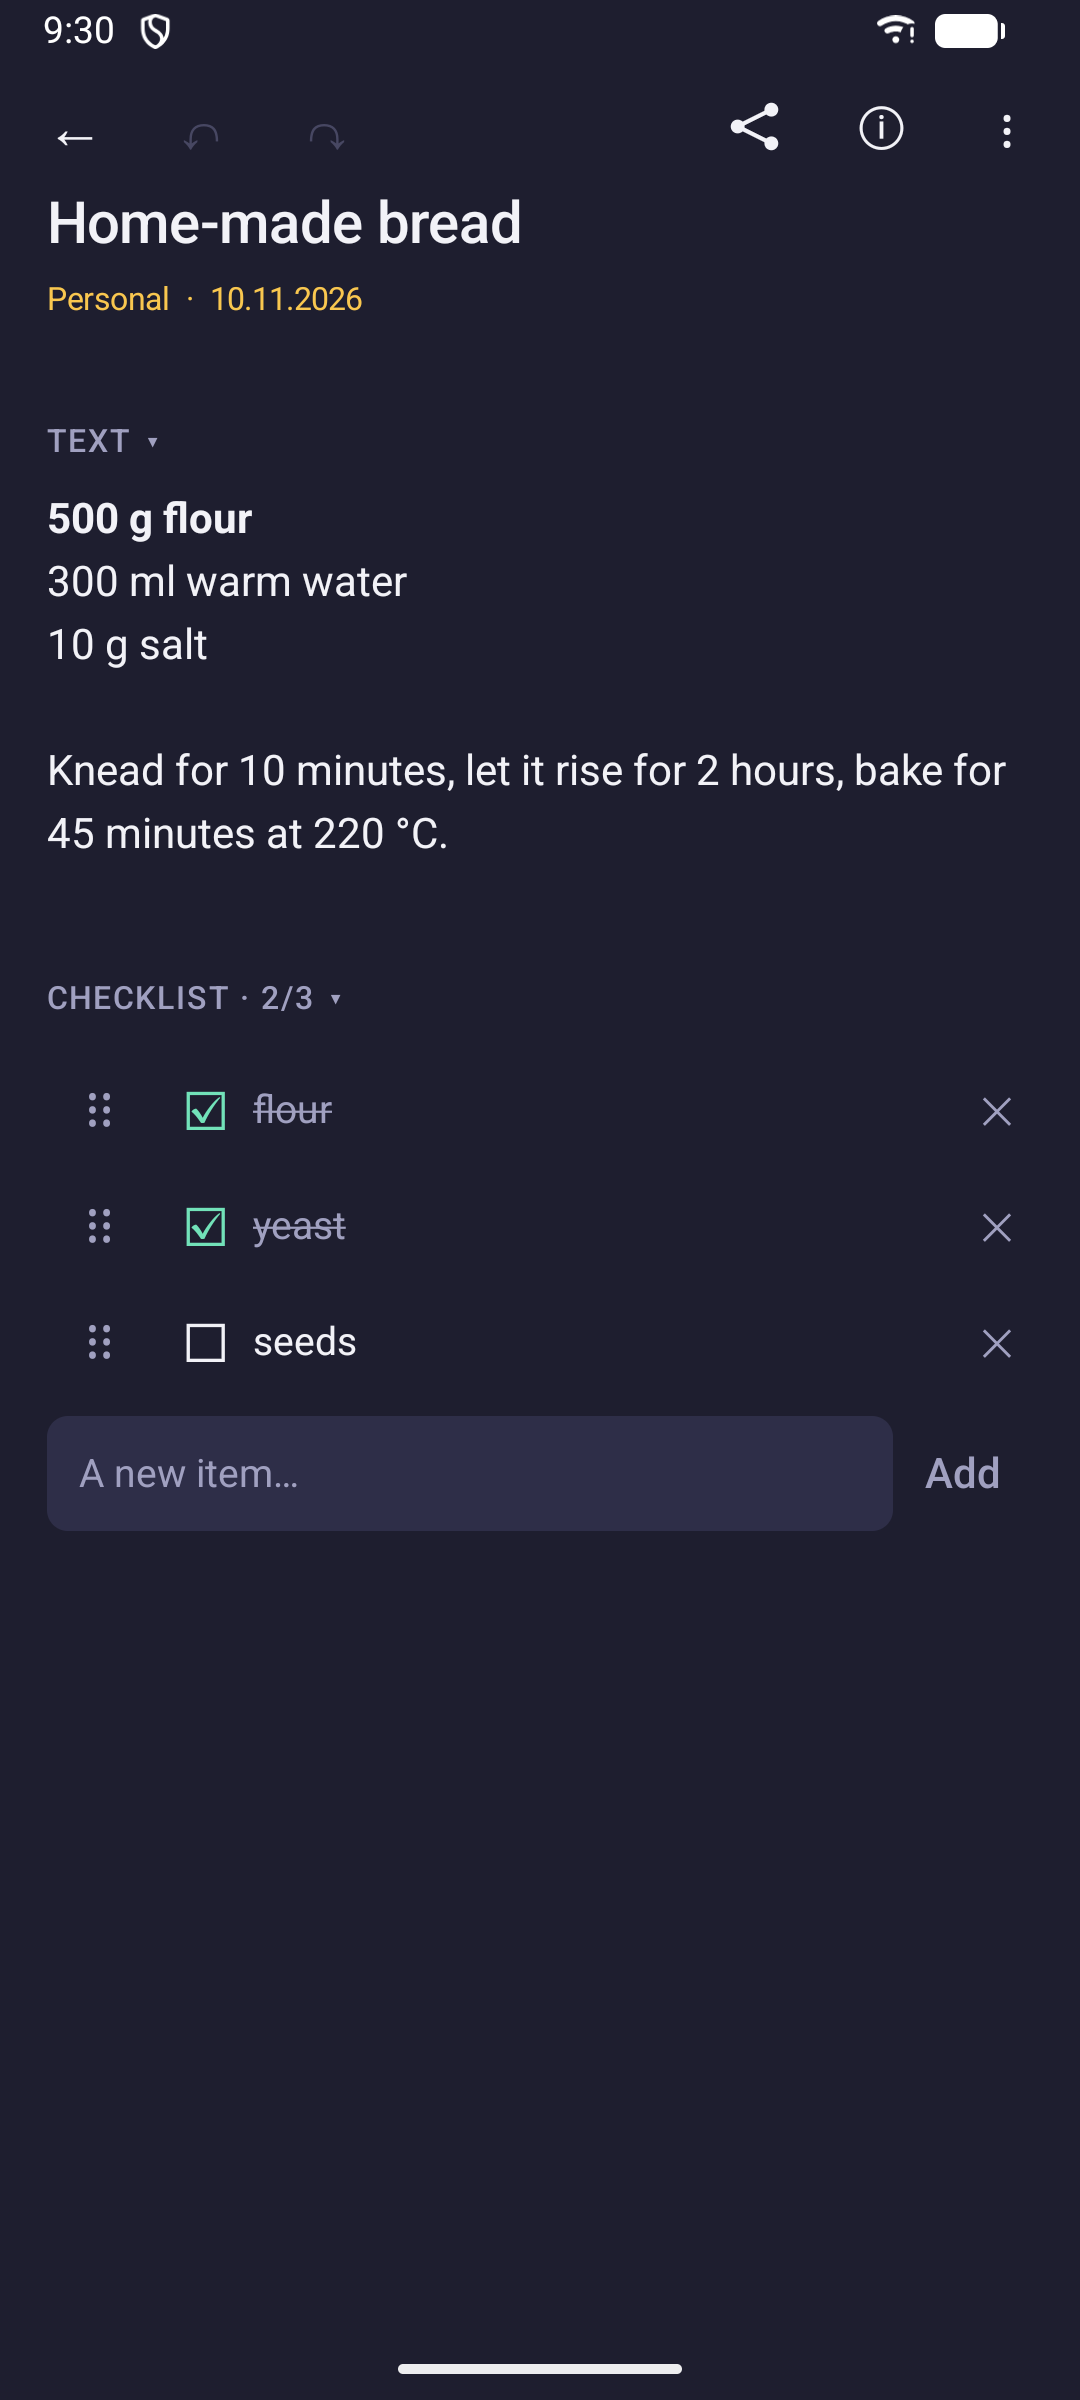 9:30
Home-made bread
Personal · 10.11.2026
TEXT ▾
500 g flour
300 ml warm water
10 g salt
Knead for 10 minutes, let it rise for 2 hours, bake for
45 minutes at 220 °C.
CHECKLIST · 2/3 ▾
flour
yeast
seeds
A new item…
Add